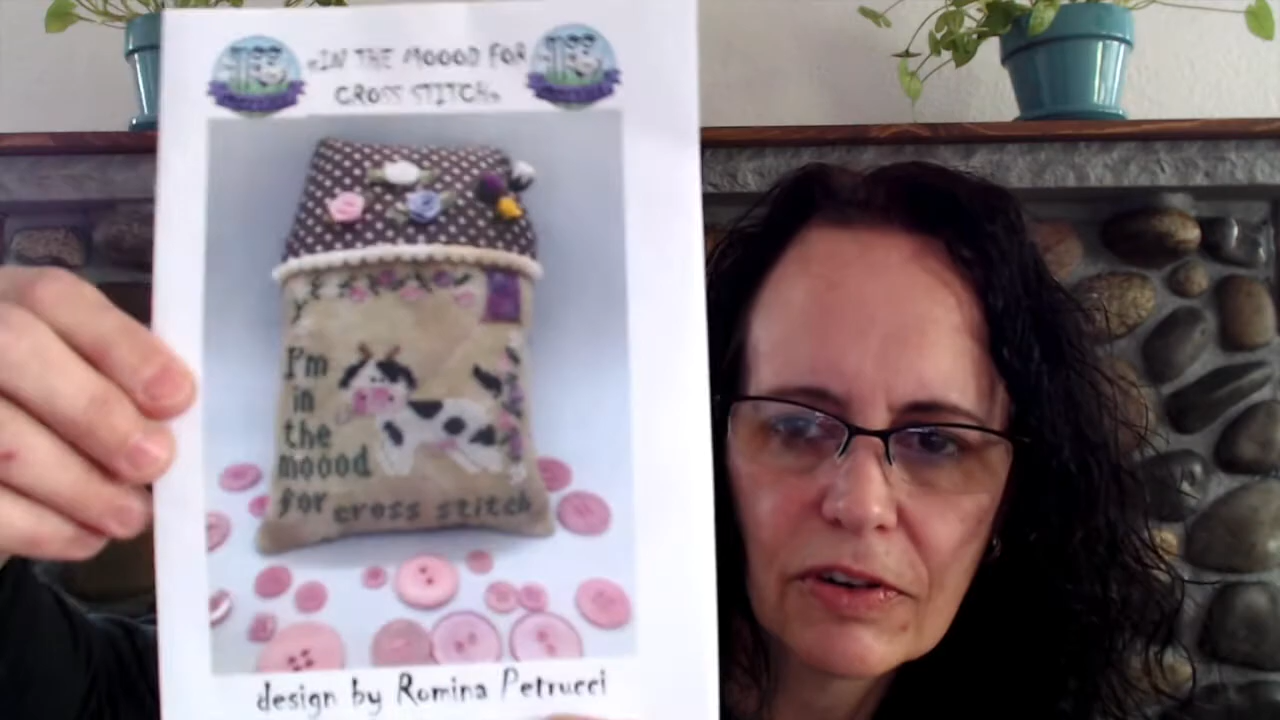 "IN THE MOOOD FOR
CROSS STITCH"
I'm
in
the
moood
for cross stitch
design by Romina Petrucci